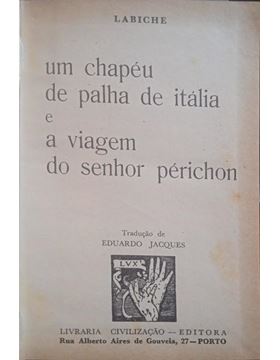 LABICHE
um chapéu
de palha de itália
e
a viagem
do senhor périchon
Tradução de
EDUARDO JACQUES
LVX
LIVRARIA CIVILIZAÇÃO — EDITORA
Rua Alberto Aires de Gouveia, 27 — PORTO